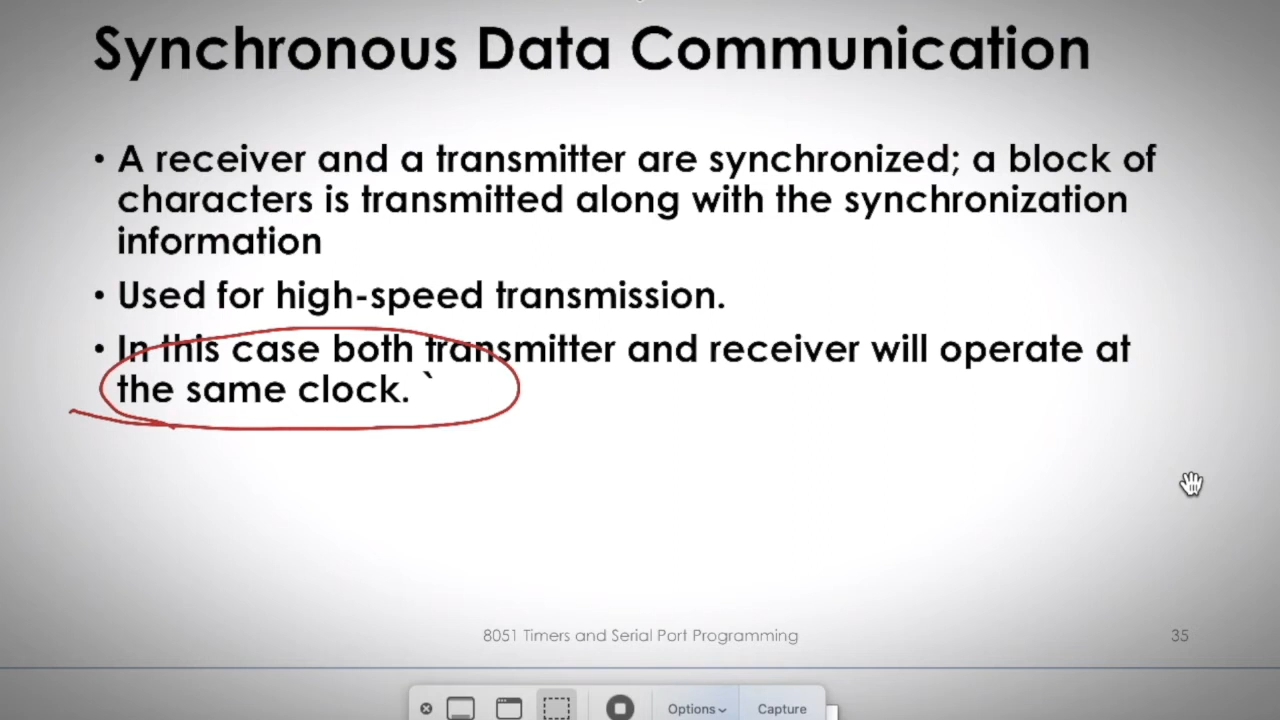 Synchronous Data Communication
• A receiver and a transmitter are synchronized; a block of
characters is transmitted along with the synchronization
information
• Used for high-speed transmission.
• In this case both transmitter and receiver will operate at
the same clock. `
8051 Timers and Serial Port Programming 35
Options Capture